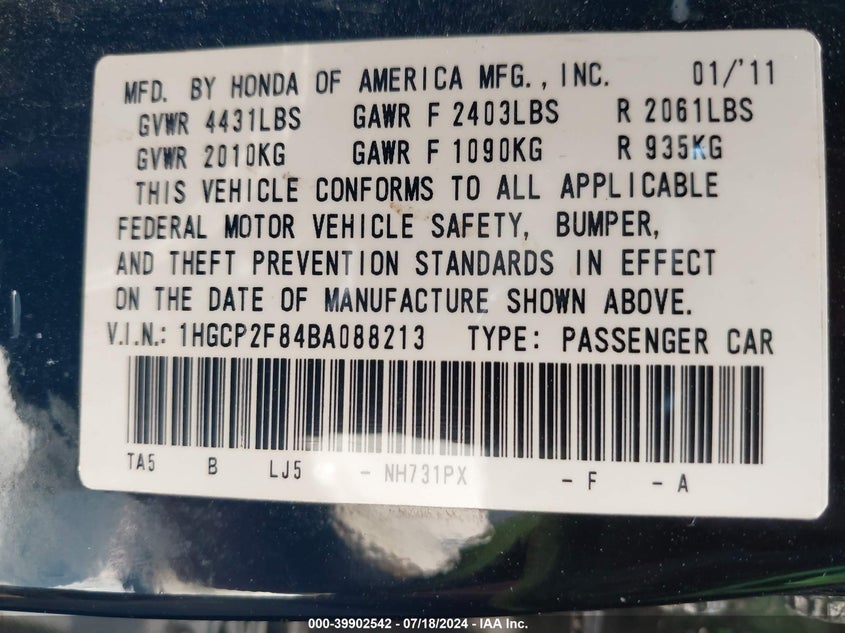 MFD. BY HONDA OF AMERICA MFG., INC. 01/'11
GVWR 4431LBS GAWR F 2403LBS R 2061LBS
GVWR 2010KG GAWR F 1090KG R 935KG
THIS VEHICLE CONFORMS TO ALL APPLICABLE
FEDERAL MOTOR VEHICLE SAFETY, BUMPER,
AND THEFT PREVENTION STANDARDS IN EFFECT
ON THE DATE OF MANUFACTURE SHOWN ABOVE.
V.I.N.: 1HGCP2F84BA088213 TYPE: PASSENGER CAR
TA5 B LJ5 - NH731PX - F - A
000-39902542 - 07/18/2024 - IAA Inc.